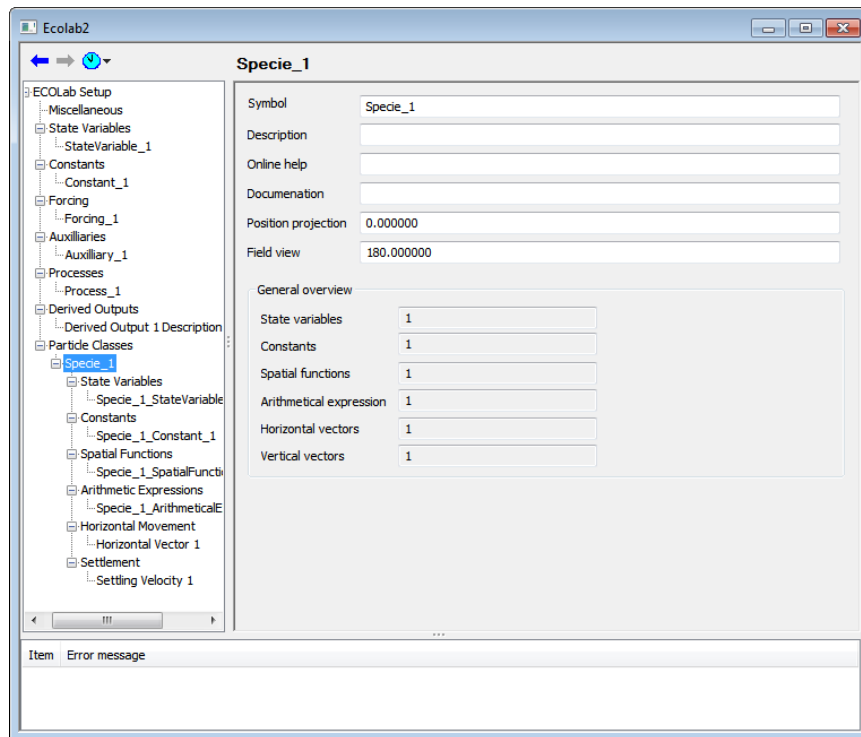 Ecolab2
Specie_1
ECOLab Setup
Miscellaneous
State Variables
StateVariable_1
Constants
Constant_1
Forcing
Forcing_1
Auxilliaries
Auxilliary_1
Processes
Process_1
Derived Outputs
Derived Output 1 Description
Particle Classes
Specie_1
State Variables
Specie_1_StateVariable
Constants
Specie_1_Constant_1
Spatial Functions
Specie_1_SpatialFuncti
Arithmetic Expressions
Specie_1_ArithmeticalE
Horizontal Movement
Horizontal Vector 1
Settlement
Settling Velocity 1
Symbol Specie_1
Description
Online help
Documenation
Position projection 0.000000
Field view 180.000000
General overview
State variables 1
Constants 1
Spatial functions 1
Arithmetical expression 1
Horizontal vectors 1
Vertical vectors 1
Item Error message